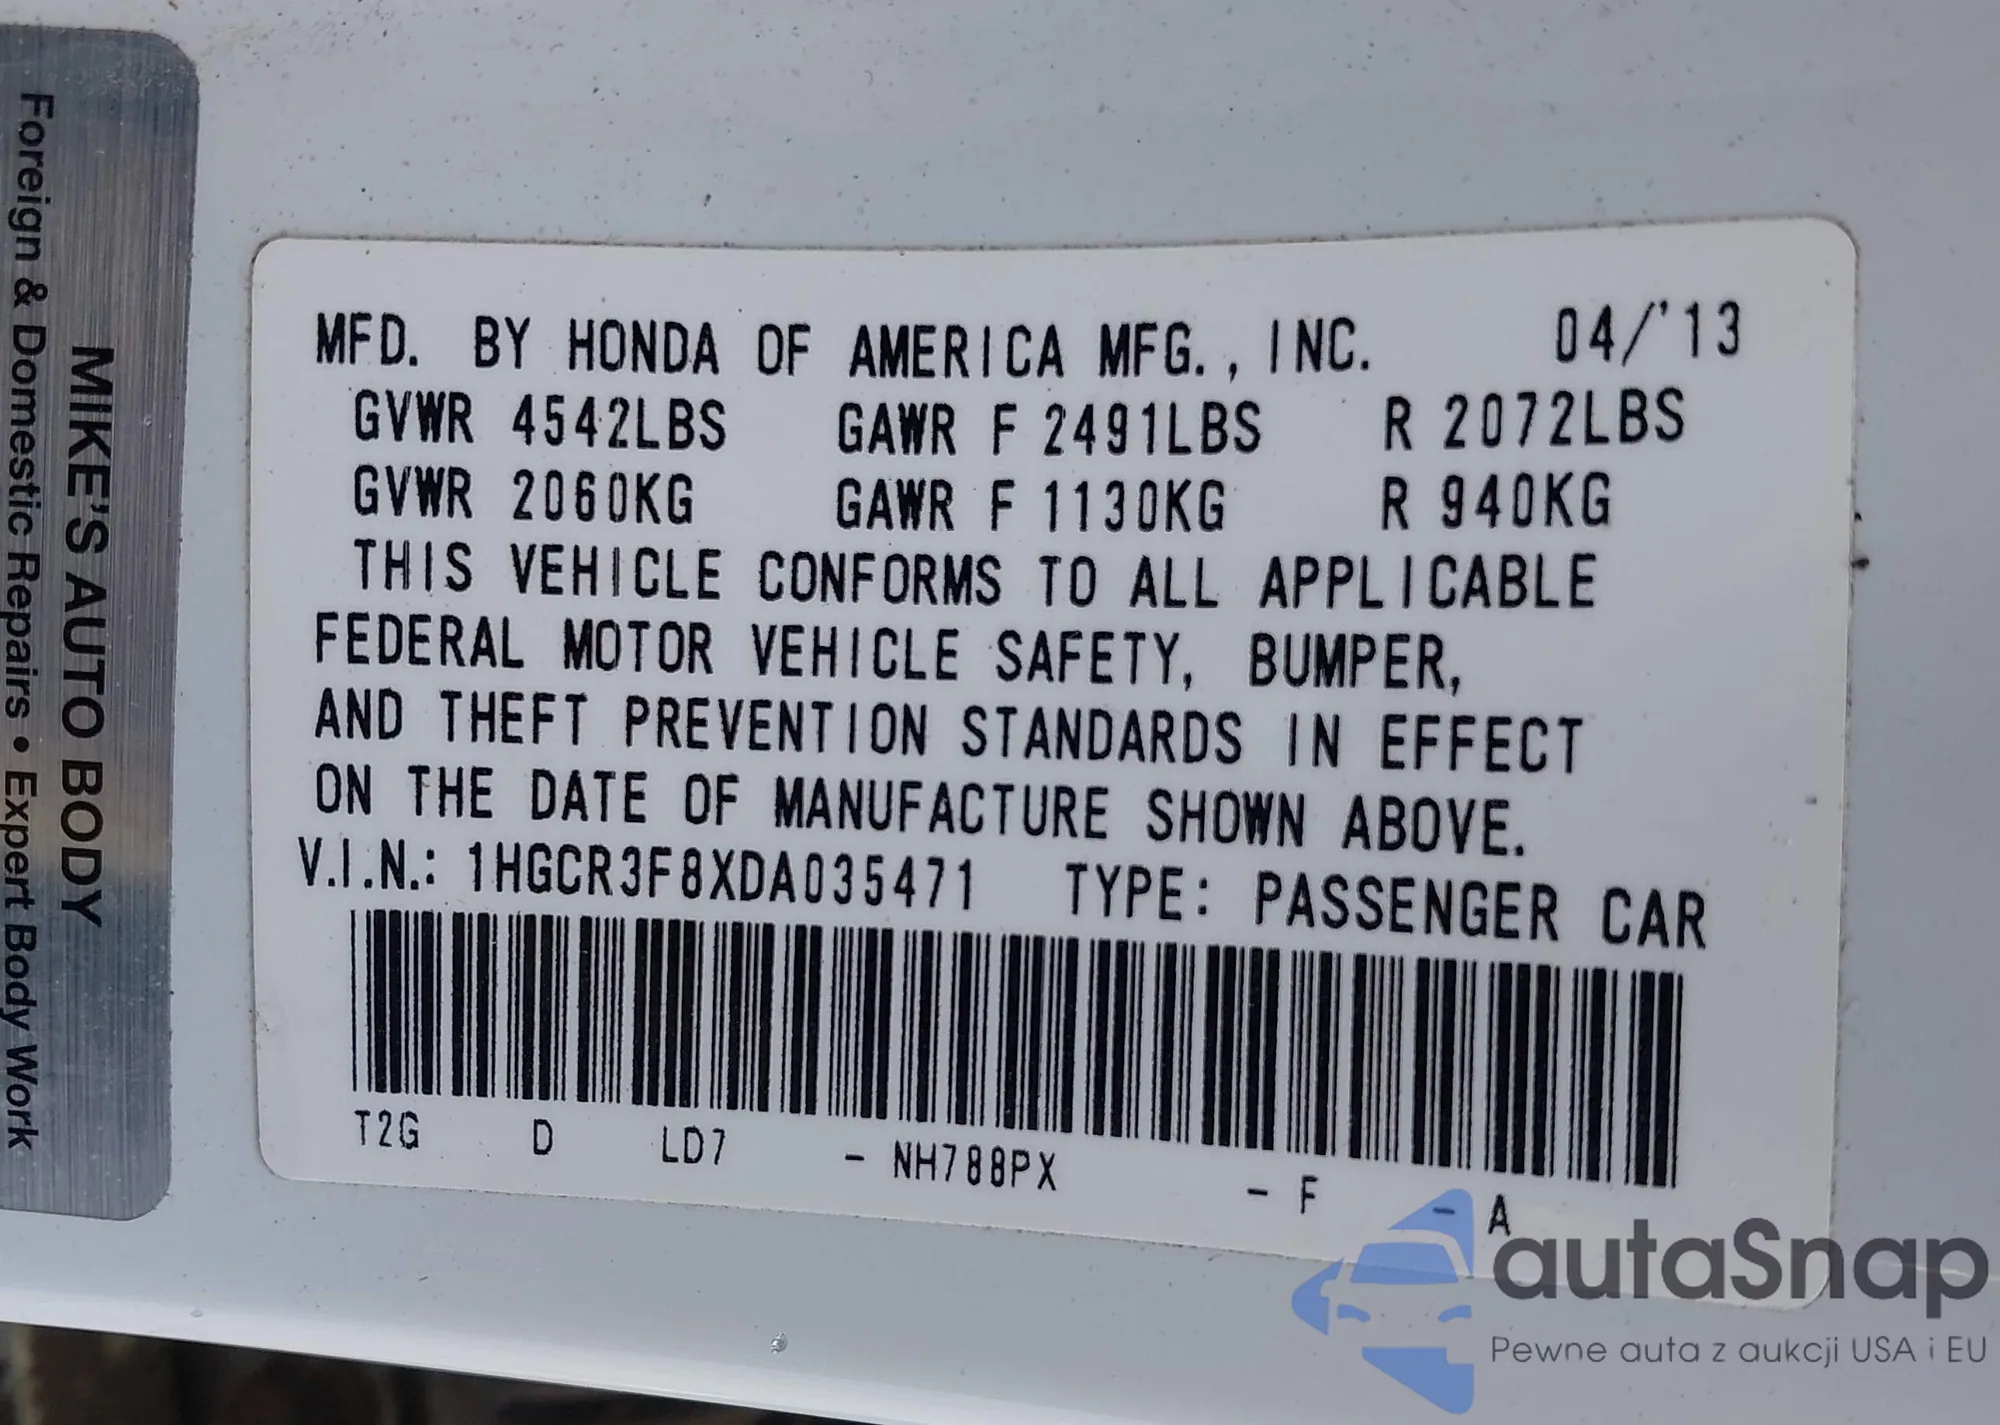 MIKE'S AUTO BODY
Foreign & Domestic Repairs • Expert Body Work
MFD. BY HONDA OF AMERICA MFG., INC. 04/'13
GVWR 4542LBS GAWR F 2491LBS R 2072LBS
GVWR 2060KG GAWR F 1130KG R 940KG
THIS VEHICLE CONFORMS TO ALL APPLICABLE
FEDERAL MOTOR VEHICLE SAFETY, BUMPER,
AND THEFT PREVENTION STANDARDS IN EFFECT
ON THE DATE OF MANUFACTURE SHOWN ABOVE.
V.I.N.: 1HGCR3F8XDA035471 TYPE: PASSENGER CAR
T2G D LD7 - NH788PX - F - A
autaSnap
Pewne auta z aukcji USA i EU